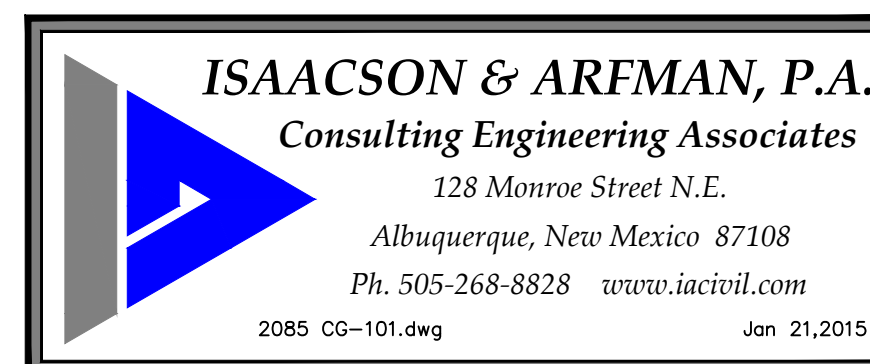 ISAACSON & ARFMAN, P.A.
Consulting Engineering Associates
128 Monroe Street N.E.
Albuquerque, New Mexico 87108
Ph. 505-268-8828 www.iacivil.com
2085 CG-101.dwg Jan 21,2015